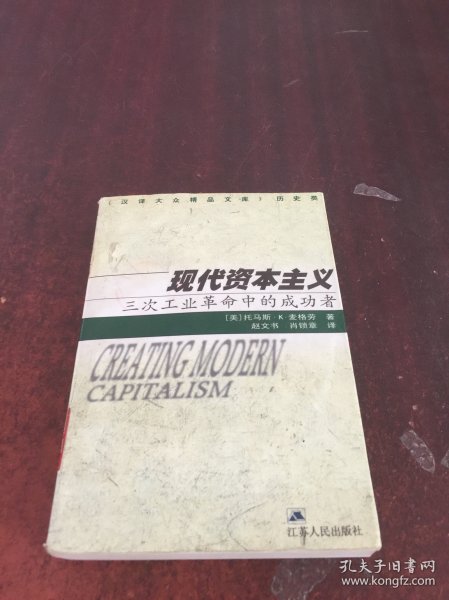 《汉译大众精品文库》历史类
现代资本主义
三次工业革命中的成功者
[美]托马斯·K·麦格劳 著
赵文书 肖锁章 译
CREATING MODERN
CAPITALISM
江苏人民出版社
孔夫子旧书网
www.kongfz.com